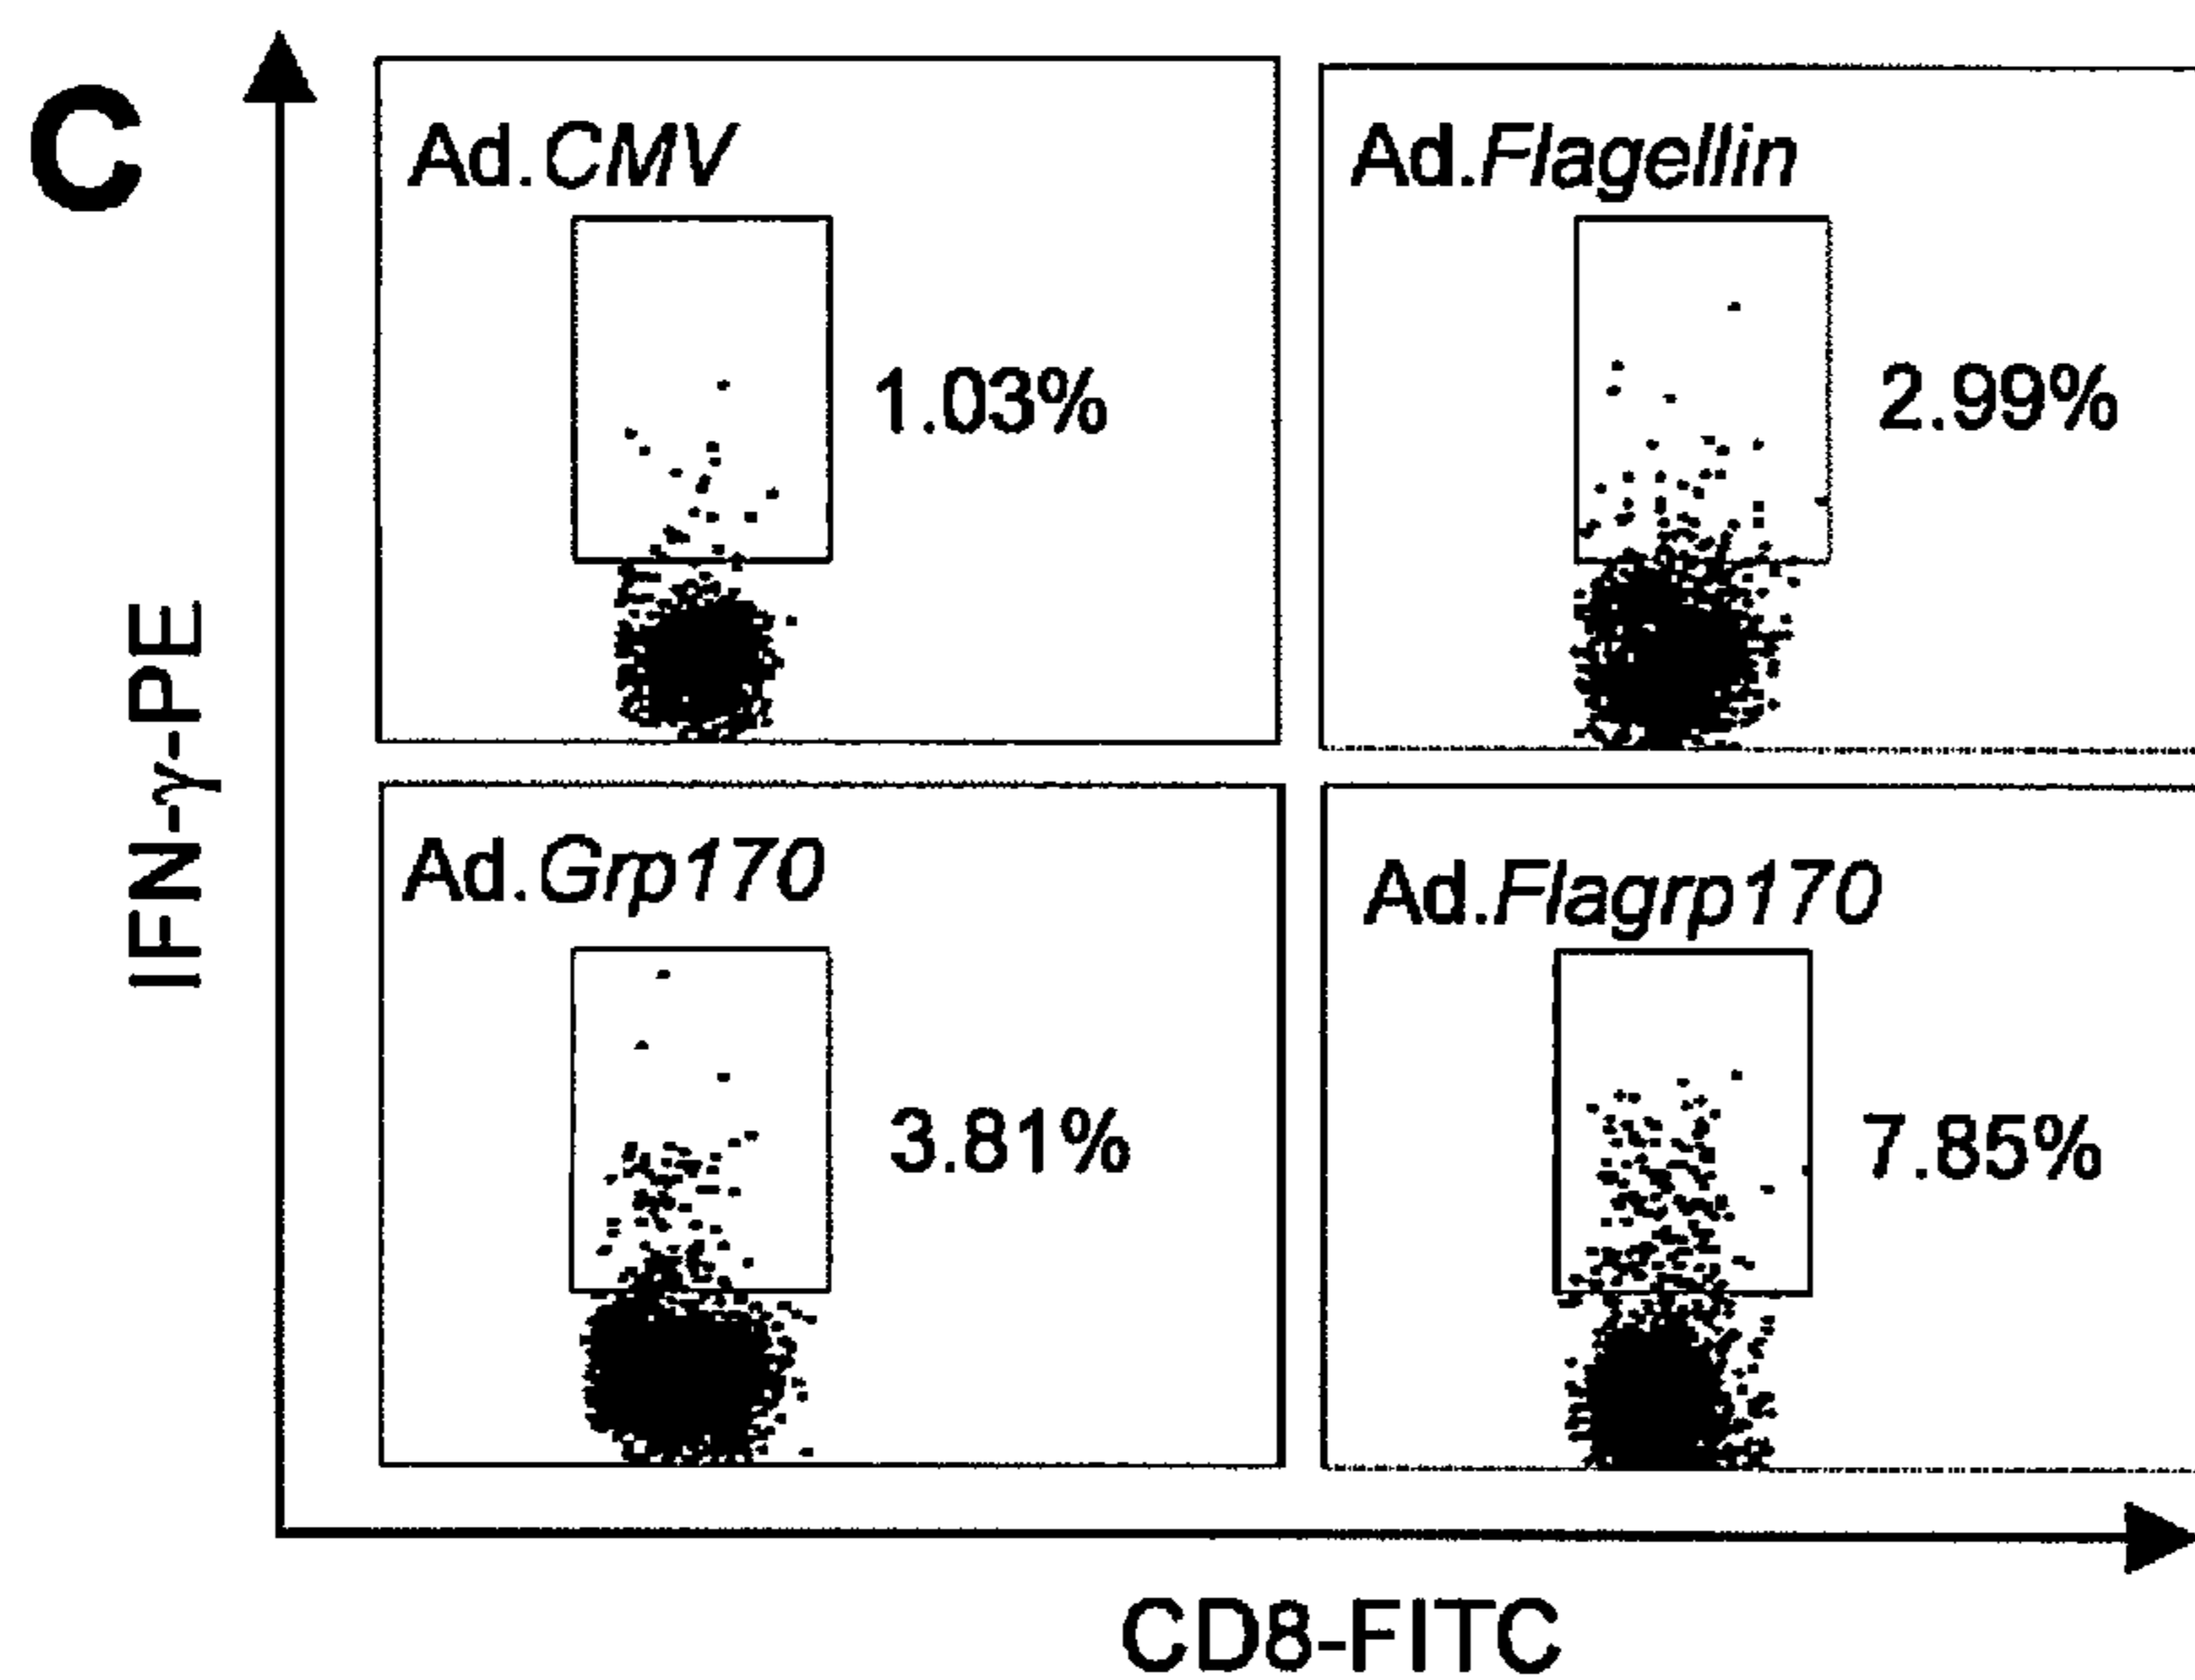 C
Ad.CMV
1.03%
Ad.Flagellin
2.99%
Ad.Grp170
3.81%
Ad.Flagrp170
7.85%
IFN-γ-PE
CD8-FITC